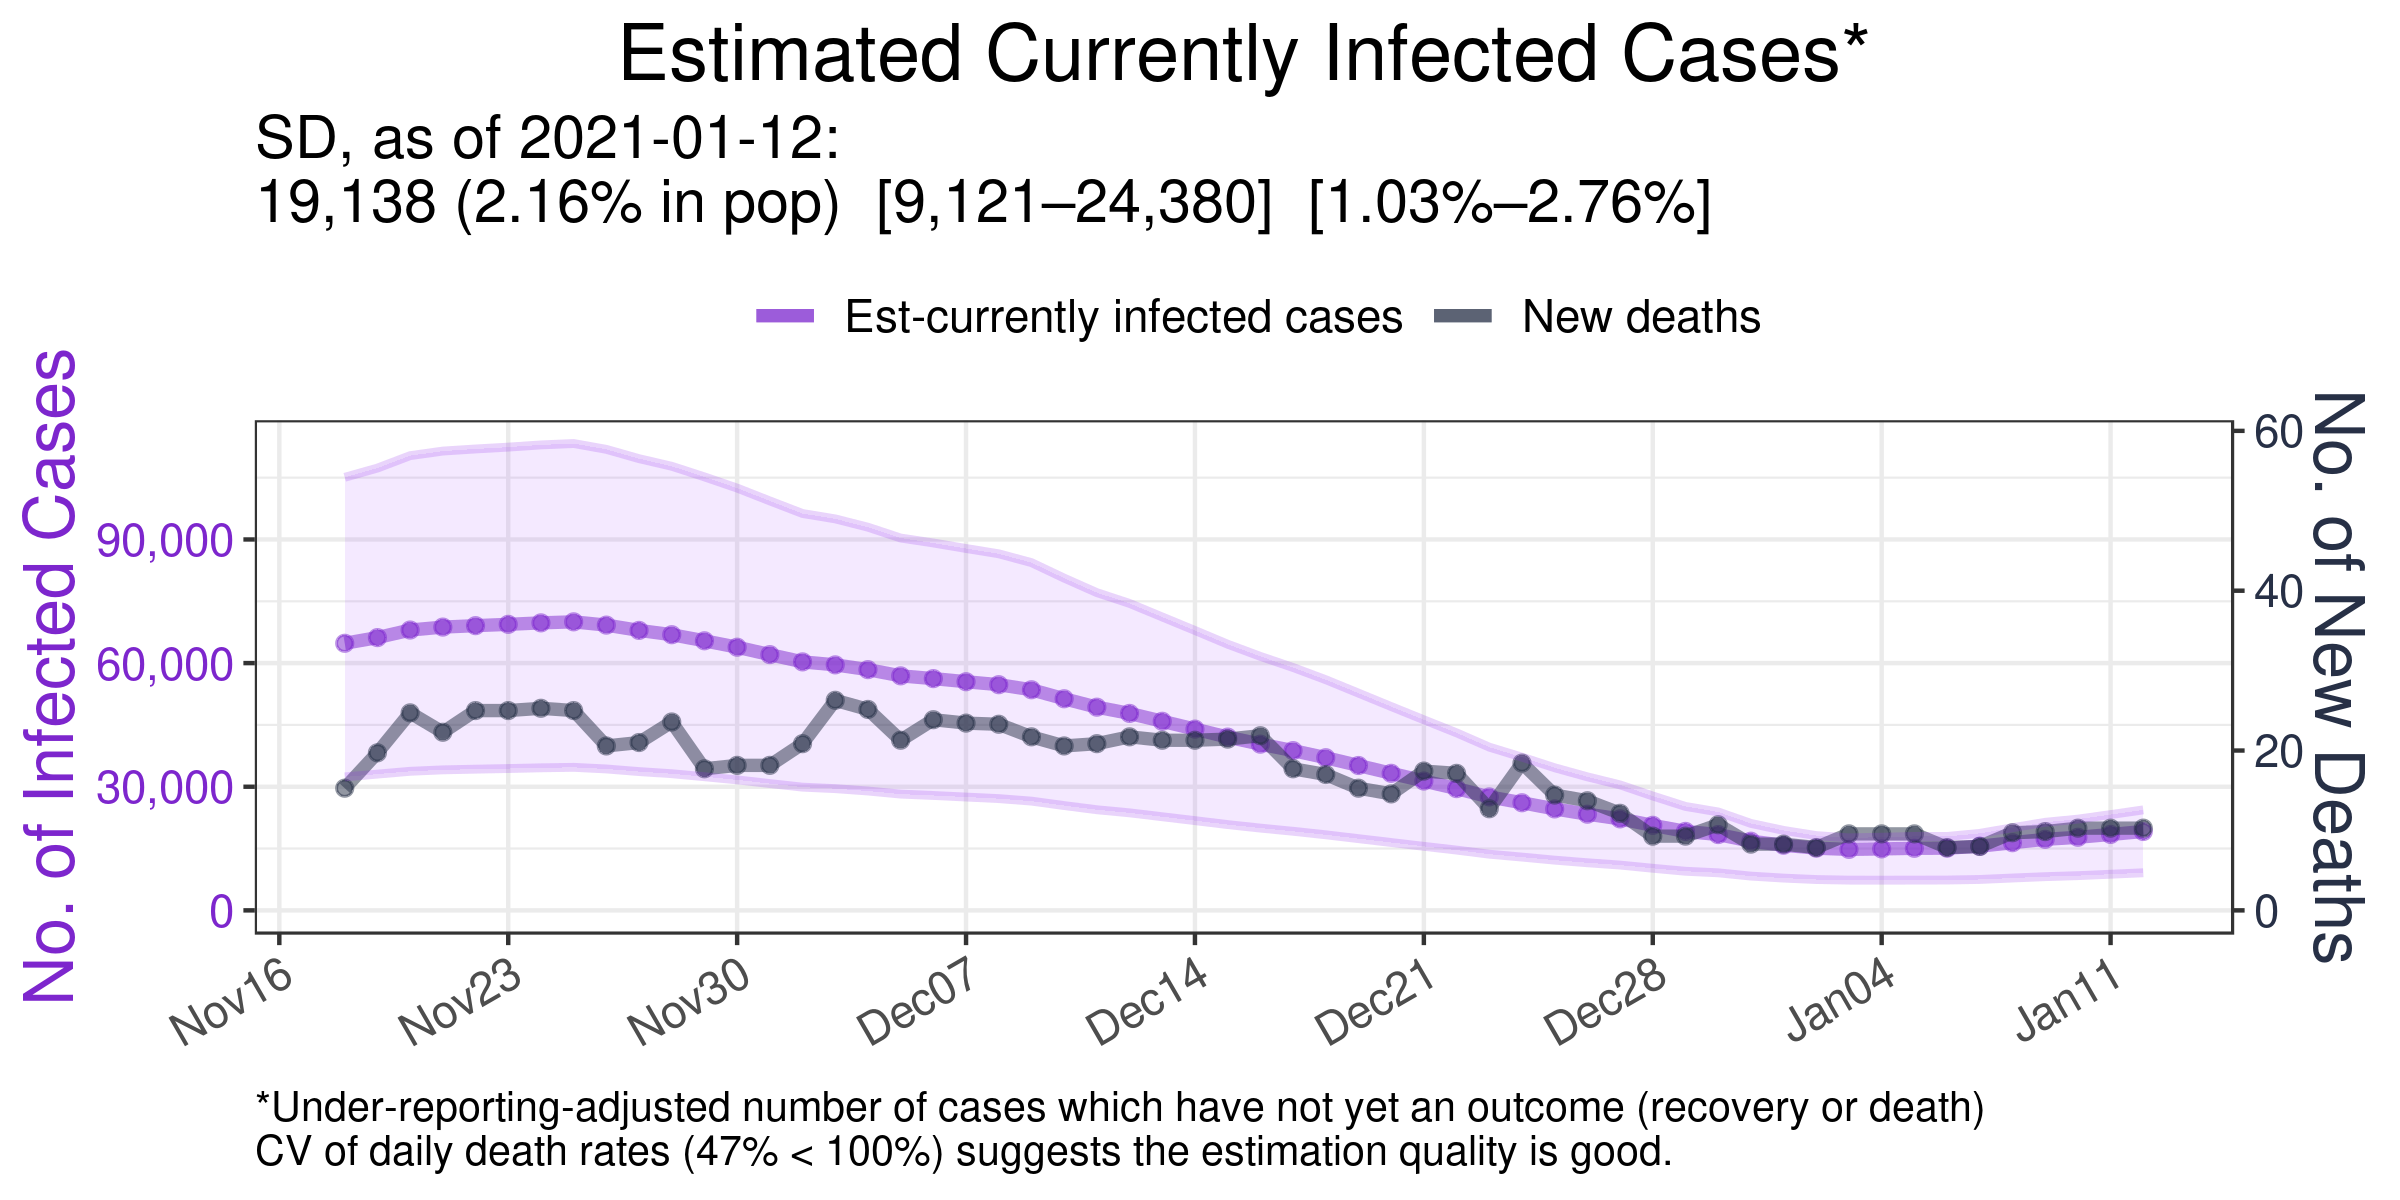 Estimated Currently Infected Cases*
SD, as of 2021-01-12:
19,138 (2.16% in pop)  [9,121–24,380]  [1.03%–2.76%]
Est-currently infected cases
New deaths
No. of Infected Cases
90,000
60,000
30,000
0
60
40
20
0
No. of New Deaths
Nov16
Nov23
Nov30
Dec07
Dec14
Dec21
Dec28
Jan04
Jan11
*Under-reporting-adjusted number of cases which have not yet an outcome (recovery or death)
CV of daily death rates (47% < 100%) suggests the estimation quality is good.